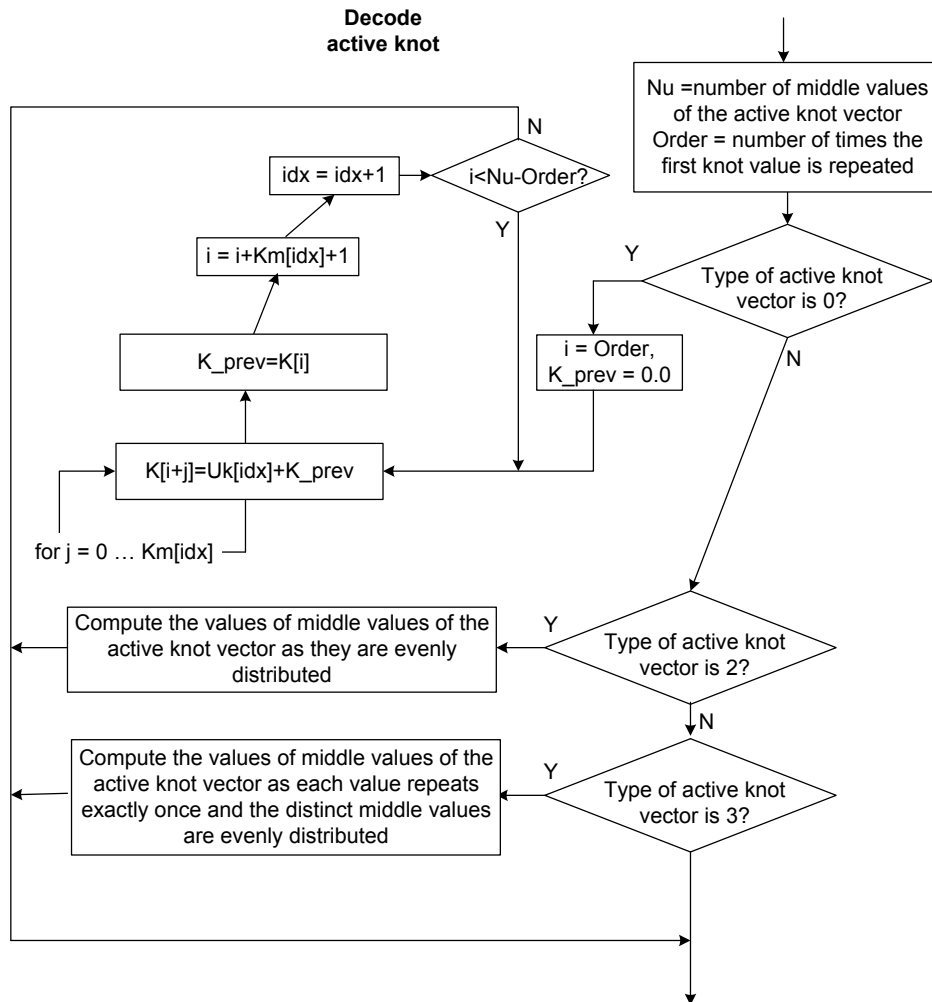 Decode
active knot
Nu =number of middle values
of the active knot vector
Order = number of times the
first knot value is repeated
N
i<Nu-Order?
idx = idx+1
Y
i = i+Km[idx]+1
Y
Type of active knot
vector is 0?
K_prev=K[i]
i = Order,
K_prev = 0.0
N
K[i+j]=Uk[idx]+K_prev
for j = 0 … Km[idx]
Compute the values of middle values of the
active knot vector as they are evenly
distributed
Y
Type of active knot
vector is 2?
N
Compute the values of middle values of the
active knot vector as each value repeats
exactly once and the distinct middle values
are evenly distributed
Y
Type of active knot
vector is 3?